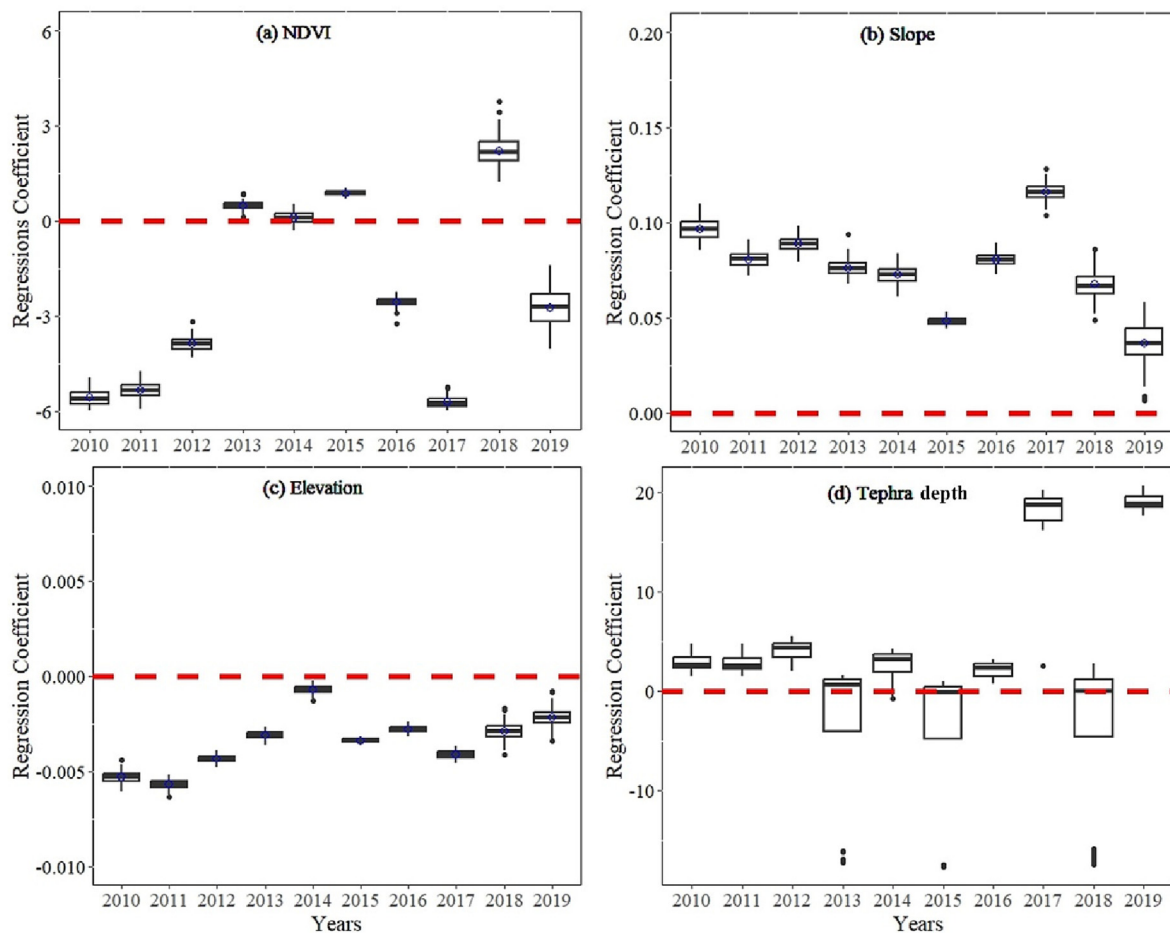 (a) NDVI
Regressions Coefficient
6
3
0
-3
-6
2010 2011 2012 2013 2014 2015 2016 2017 2018 2019
(b) Slope
Regression Coefficient
0.20
0.15
0.10
0.05
0.00
2010 2011 2012 2013 2014 2015 2016 2017 2018 2019
(c) Elevation
Regression Coefficient
0.010
0.005
0.000
-0.005
-0.010
2010 2011 2012 2013 2014 2015 2016 2017 2018 2019
Years
(d) Tephra depth
Regression Coefficient
20
10
0
-10
2010 2011 2012 2013 2014 2015 2016 2017 2018 2019
Years